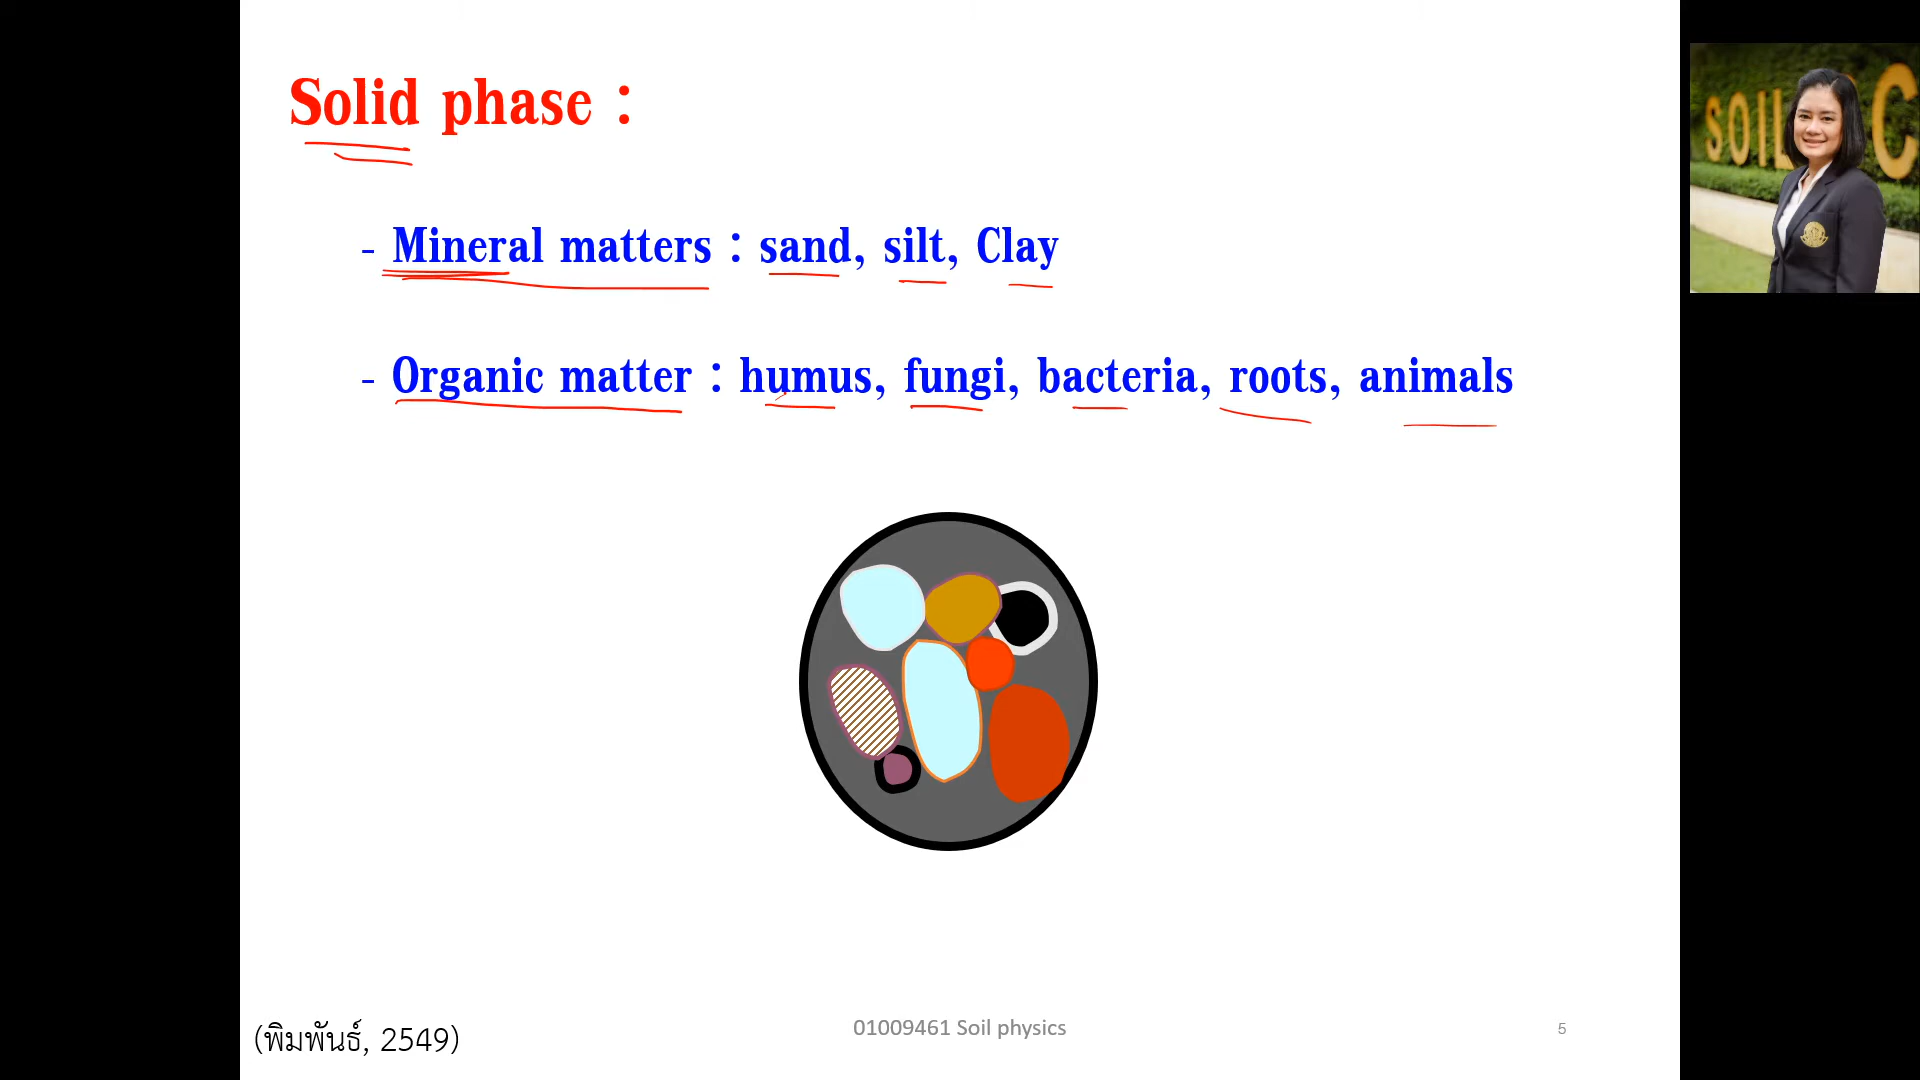 Solid phase :
- Mineral matters : sand, silt, Clay
- Organic matter : humus, fungi, bacteria, roots, animals
SOIL C
(พิมพันธ์, 2549)
01009461 Soil physics
5